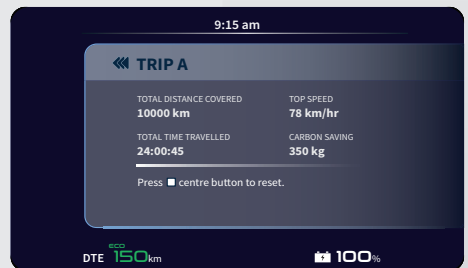 9:15 am
TRIP A
TOTAL DISTANCE COVERED
10000 km
TOP SPEED
78 km/hr
TOTAL TIME TRAVELLED
24:00:45
CARBON SAVING
350 kg
Press centre button to reset.
ECO
DTE 150km
100%